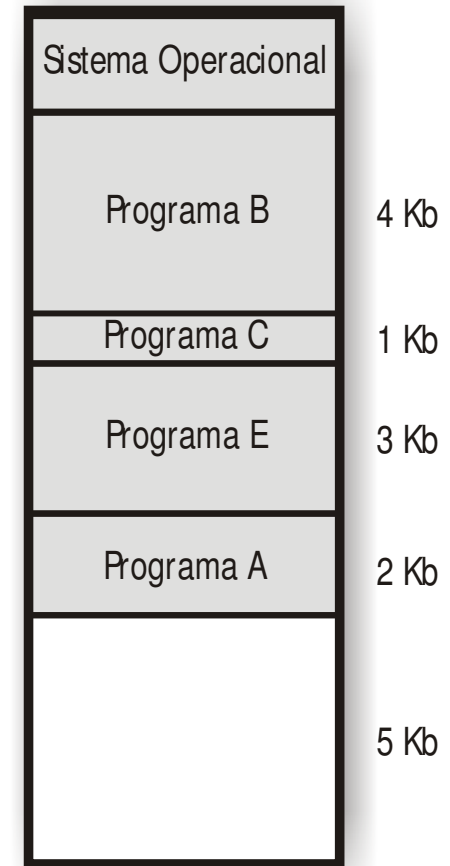 Sistema Operacional
Programa B
4 Kb
Programa C
1 Kb
Programa E
3 Kb
Programa A
2 Kb
5 Kb